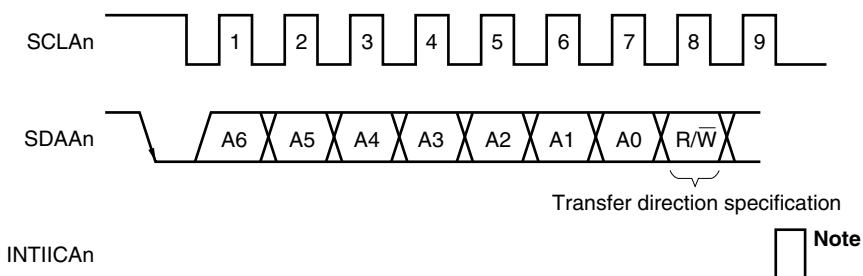 SCLAn 1 2 3 4 5 6 7 8 9
SDAAn A6 A5 A4 A3 A2 A1 A0 R/W̅
Transfer direction specification
INTIICAn Note